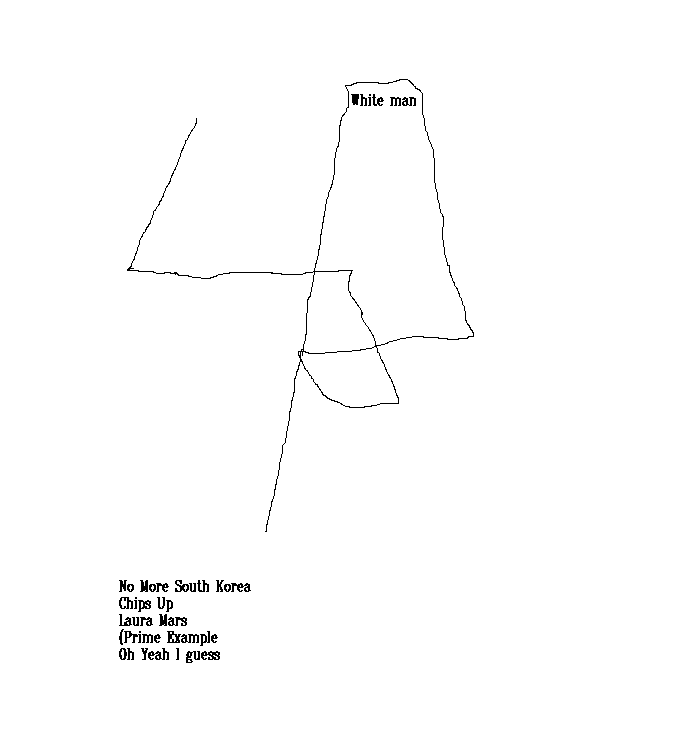 White man
No More South Korea
Chips Up
Laura Mars
(Prime Example
Oh Yeah I guess